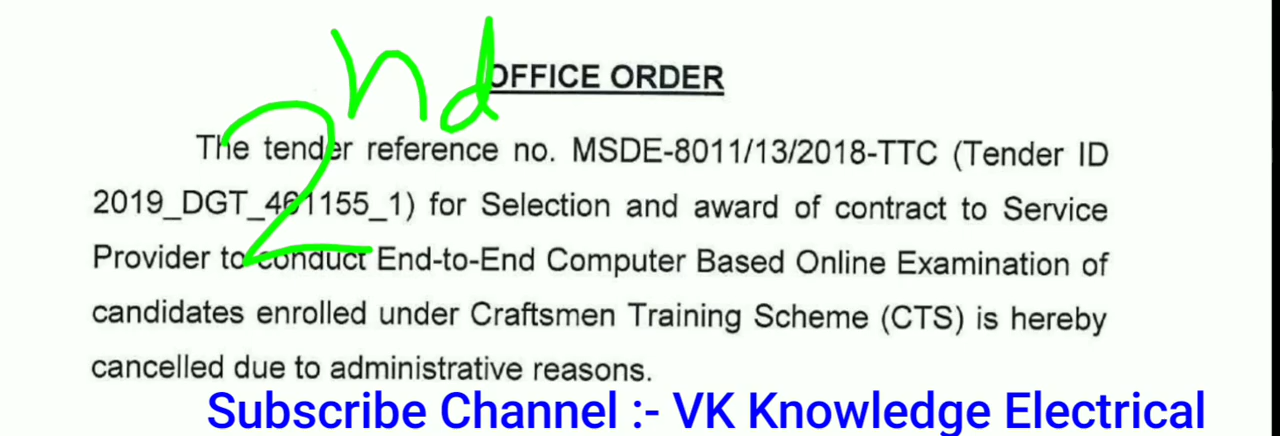 2nd
OFFICE ORDER
The tender reference no. MSDE-8011/13/2018-TTC (Tender ID
2019_DGT_461155_1) for Selection and award of contract to Service
Provider to conduct End-to-End Computer Based Online Examination of
candidates enrolled under Craftsmen Training Scheme (CTS) is hereby
cancelled due to administrative reasons.
Subscribe Channel :- VK Knowledge Electrical